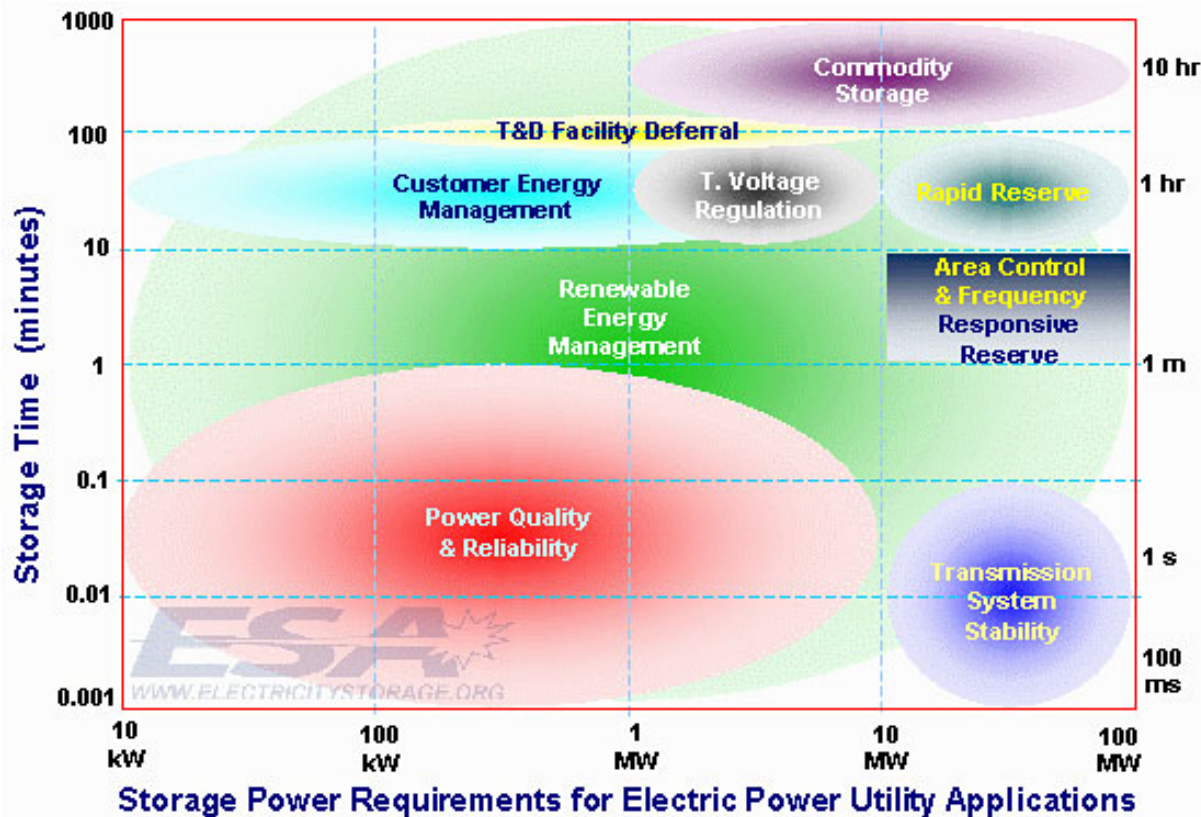 1000
100
10
1
0.1
0.01
0.001
Storage Time (minutes)
Commodity
Storage
T&D Facility Deferral
Customer Energy
Management
T. Voltage
Regulation
Rapid Reserve
Renewable
Energy
Management
Area Control
& Frequency
Responsive
Reserve
Power Quality
& Reliability
Transmission
System
Stability
ESA
WWW.ELECTRICITYSTORAGE.ORG
10 hr
1 hr
1 m
1 s
100
ms
10
kW
100
kW
1
MW
10
MW
100
MW
Storage Power Requirements for Electric Power Utility Applications